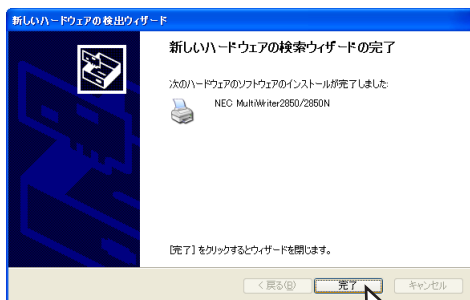 新しいハードウェアの検出ウィザード
新しいハードウェアの検索ウィザードの完了
次のハードウェアのソフトウェアのインストールが完了しました:
NEC MultiWriter2850/2850N
[完了] をクリックするとウィザードを閉じます。
< 戻る(B) 完了 キャンセル